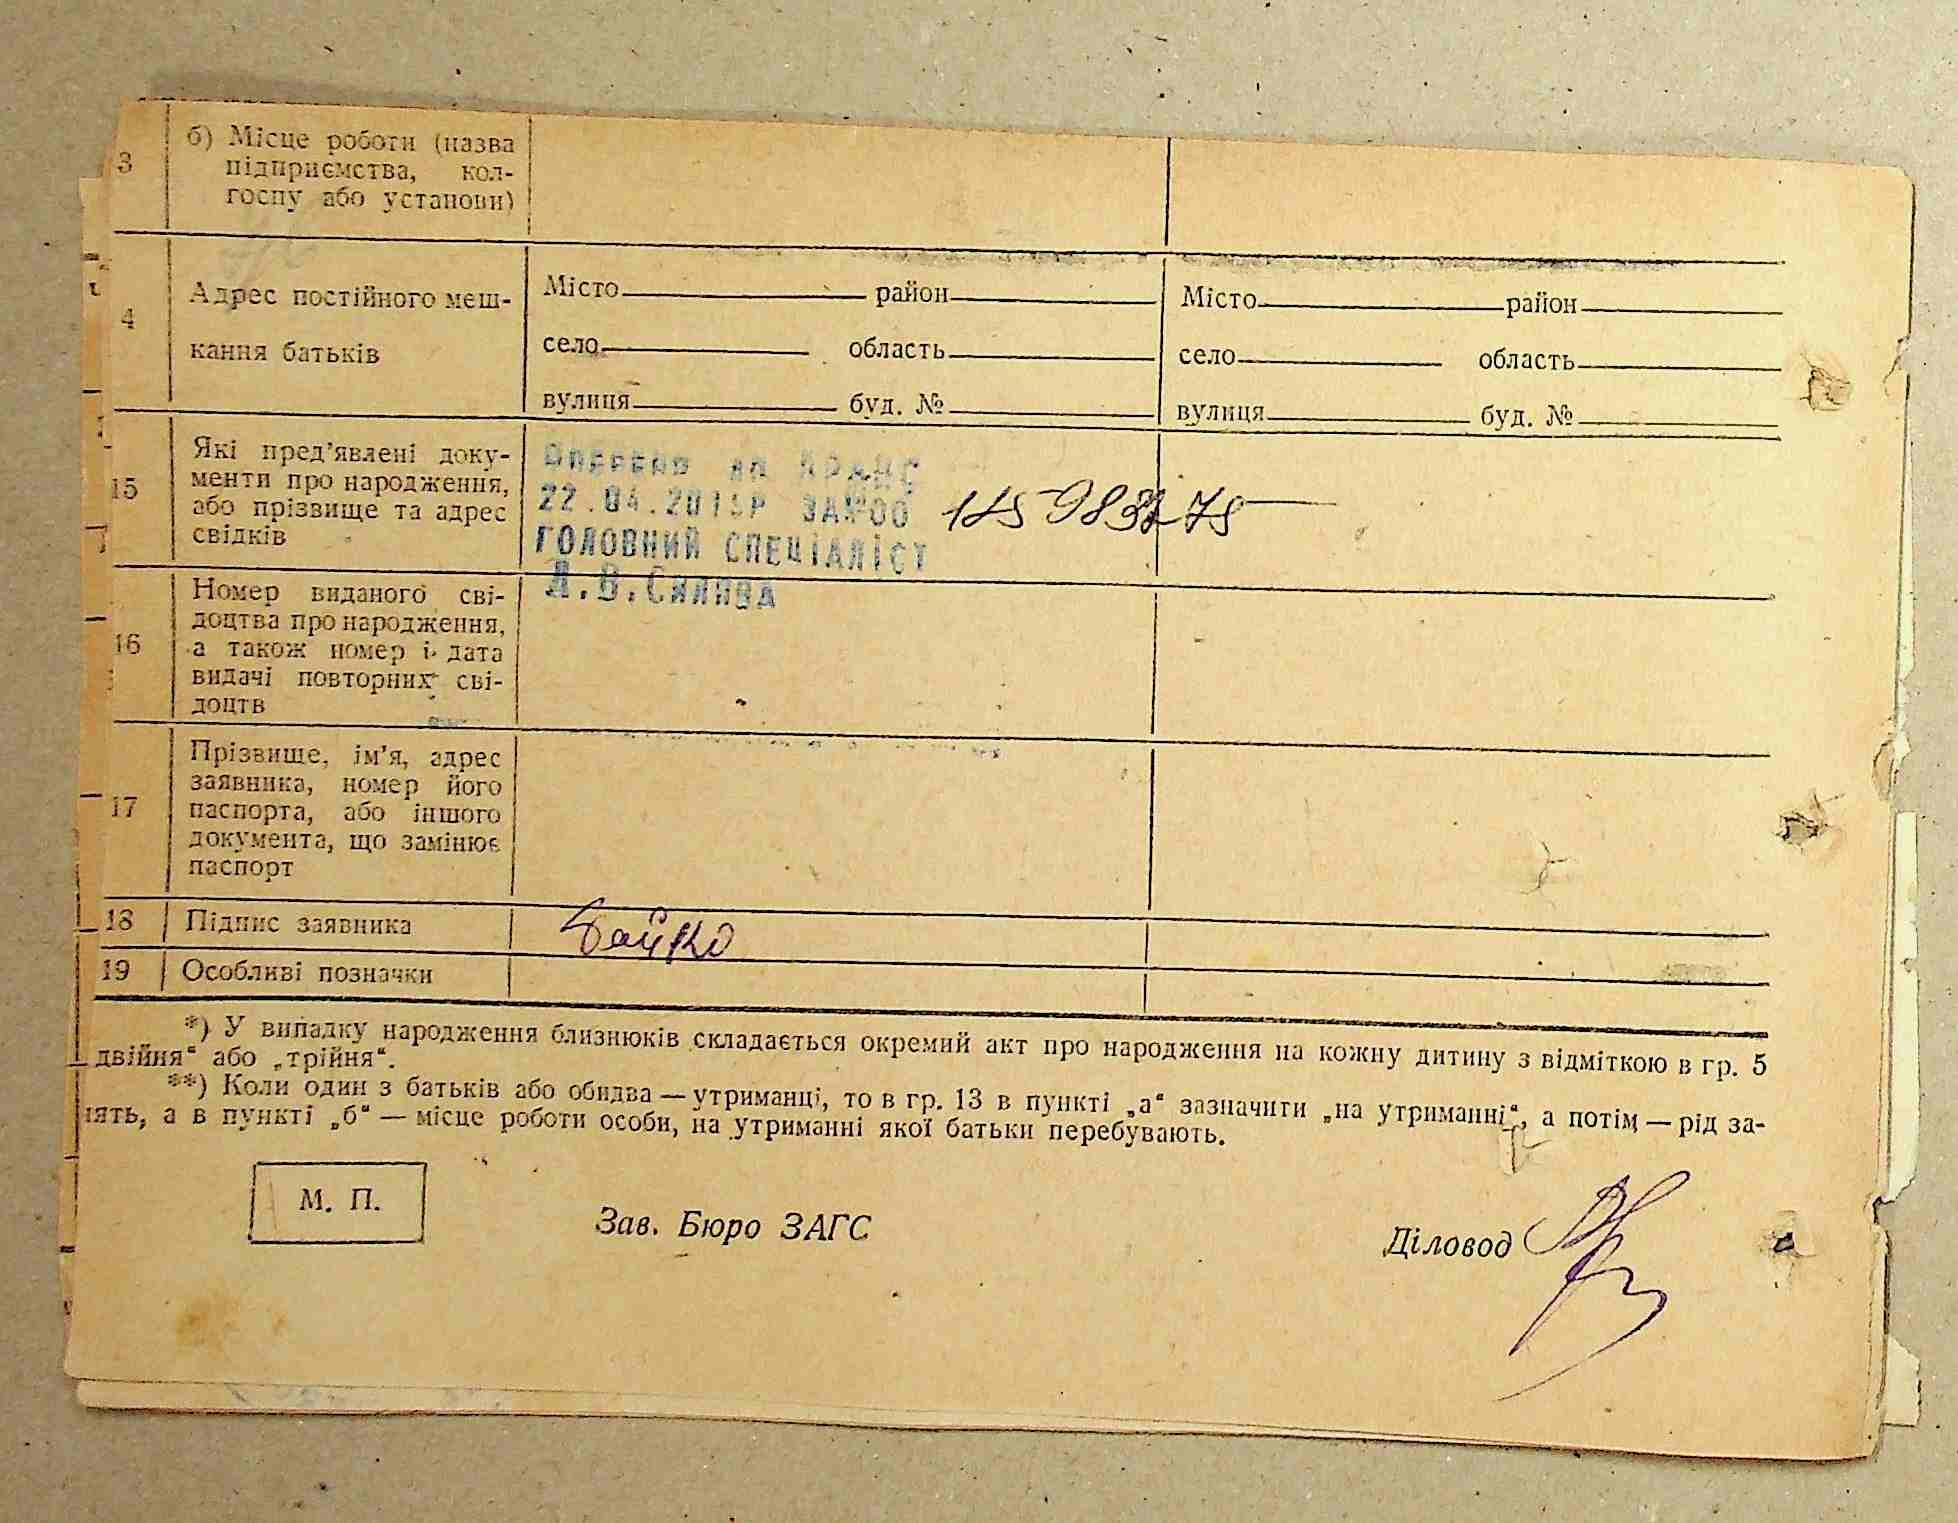 3
б) Місце роботи (назва
підприємства, кол-
госпу або установи)
4
Адрес постійного меш-
кання батьків
Місто район
село область
вулиця буд. №
Місто район
село область
вулиця буд. №
15
Які пред'явлені доку-
менти про народження,
або прізвище та адрес
свідків
22.04.2015Р ЗА№00
ГОЛОВНИЙ СПЕЦІАЛІСТ
16
Номер виданого сві-
доцтва про народження,
а також номер і дата
видачі повторних сві-
доцтв
17
Прізвище, ім'я, адрес
заявника, номер його
паспорта, або іншого
документа, що замінює
паспорт
18 Підпис заявника Бойко
19 Особливі позначки
*) У випадку народження близнюків складається окремий акт про народження на кожну дитину з відміткою в гр. 5
двійня“ або „трійня“.
**) Коли один з батьків або обидва — утриманці, то в гр. 13 в пункті „а“ зазначити „на утриманні“, а потім — рід за-
нять, а в пункті „б“ — місце роботи особи, на утриманні якої батьки перебувають.
М. П.
Зав. Бюро ЗАГС
Діловод